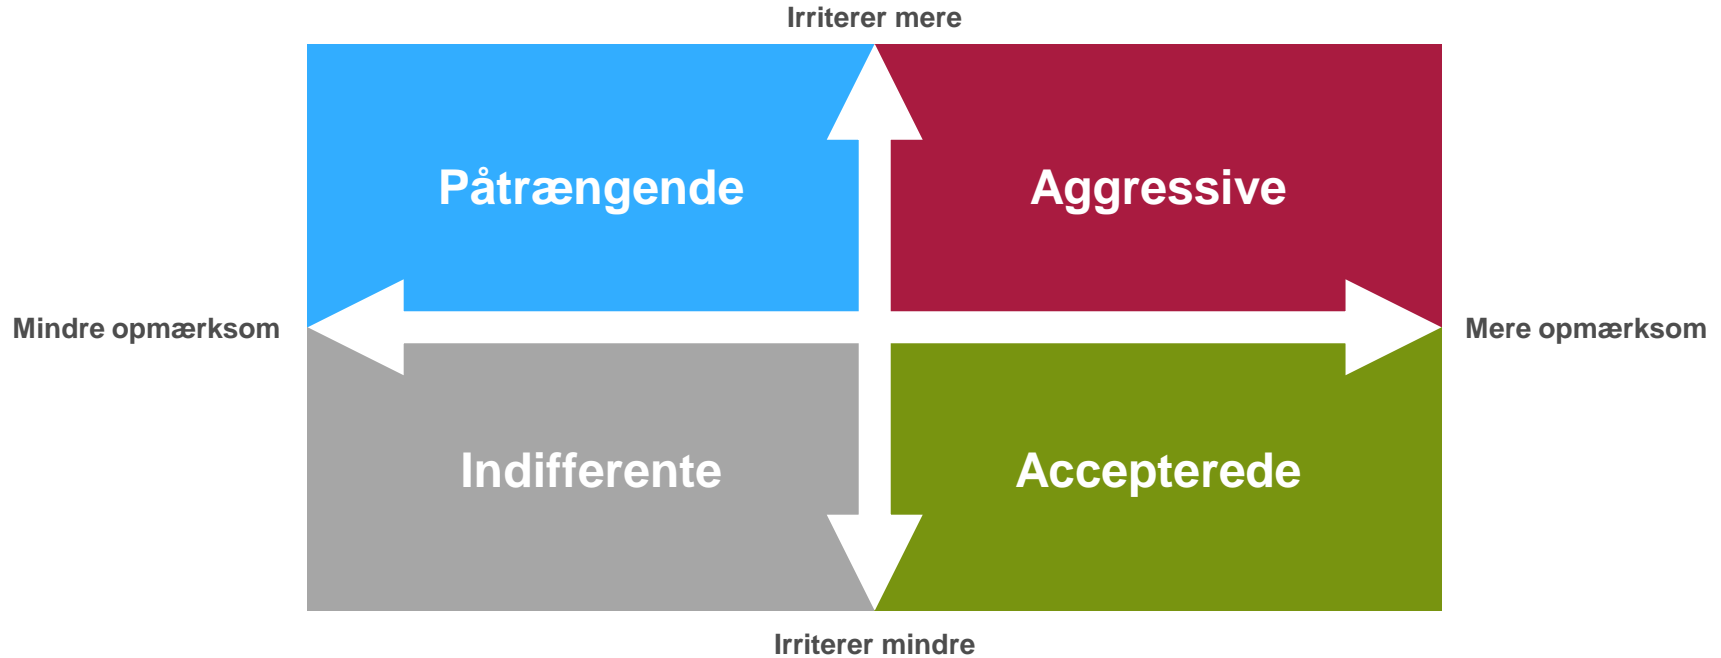 Irriterer mere
Påtrængende
Aggressive
Mindre opmærksom
Mere opmærksom
Indifferente
Accepterede
Irriterer mindre